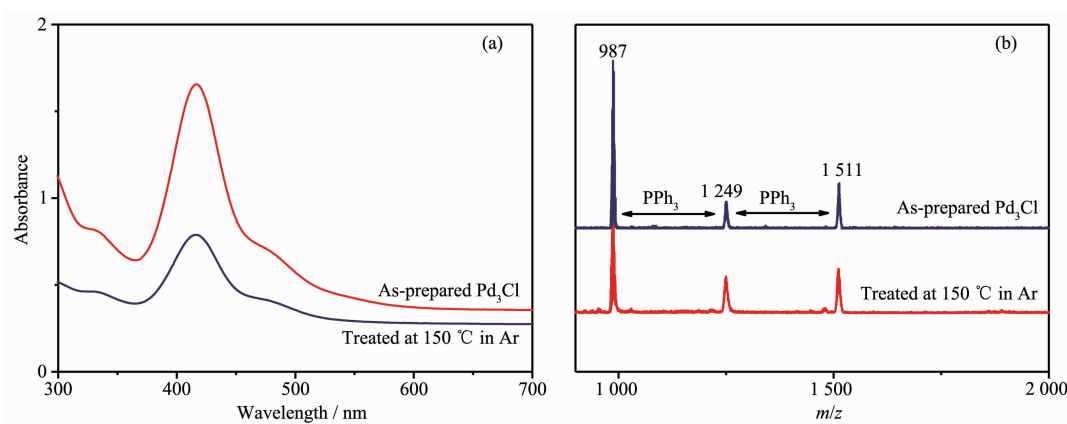 (a)
2
1
0
Absorbance
As-prepared Pd₃Cl
Treated at 150 ℃ in Ar
300
400
500
600
700
Wavelength / nm
(b)
987
1 249
1 511
PPh₃
PPh₃
As-prepared Pd₃Cl
Treated at 150 ℃ in Ar
1 000
1 500
2 000
m/z